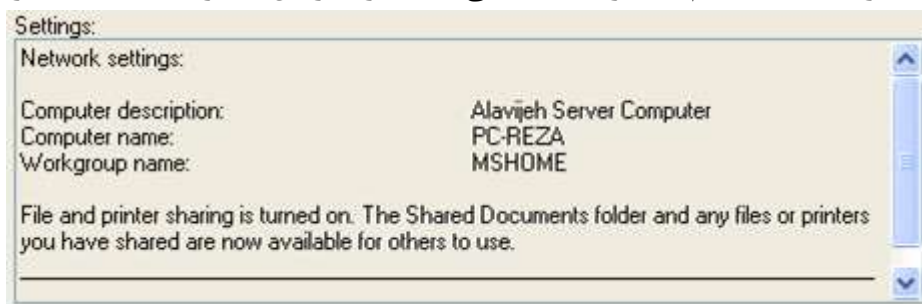 Settings:
Network settings:
Computer description: Alavijeh Server Computer
Computer name: PC-REZA
Workgroup name: MSHOME
File and printer sharing is turned on. The Shared Documents folder and any files or printers
you have shared are now available for others to use.